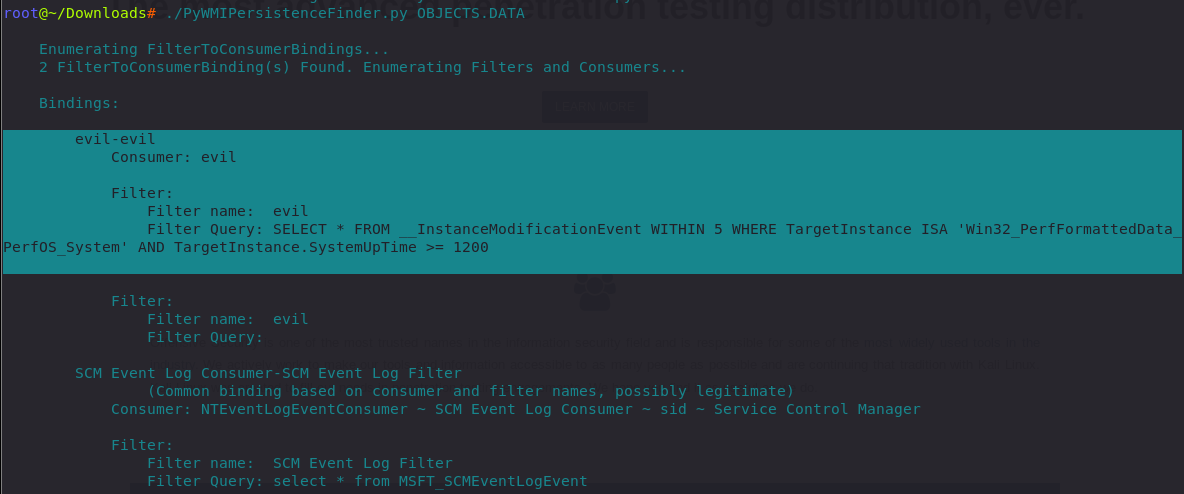 root@~/Downloads# ./PyWMIPersistenceFinder.py OBJECTS.DATA
Enumerating FilterToConsumerBindings...
2 FilterToConsumerBinding(s) Found. Enumerating Filters and Consumers...
Bindings:
evil-evil
Consumer: evil
Filter:
Filter name:  evil
Filter Query: SELECT * FROM __InstanceModificationEvent WITHIN 5 WHERE TargetInstance ISA 'Win32_PerfFormattedData_
PerfOS_System' AND TargetInstance.SystemUpTime >= 1200
Filter:
Filter name:  evil
Filter Query:
SCM Event Log Consumer-SCM Event Log Filter
(Common binding based on consumer and filter names, possibly legitimate)
Consumer: NTEventLogEventConsumer ~ SCM Event Log Consumer ~ sid ~ Service Control Manager
Filter:
Filter name:  SCM Event Log Filter
Filter Query: select * from MSFT_SCMEventLogEvent